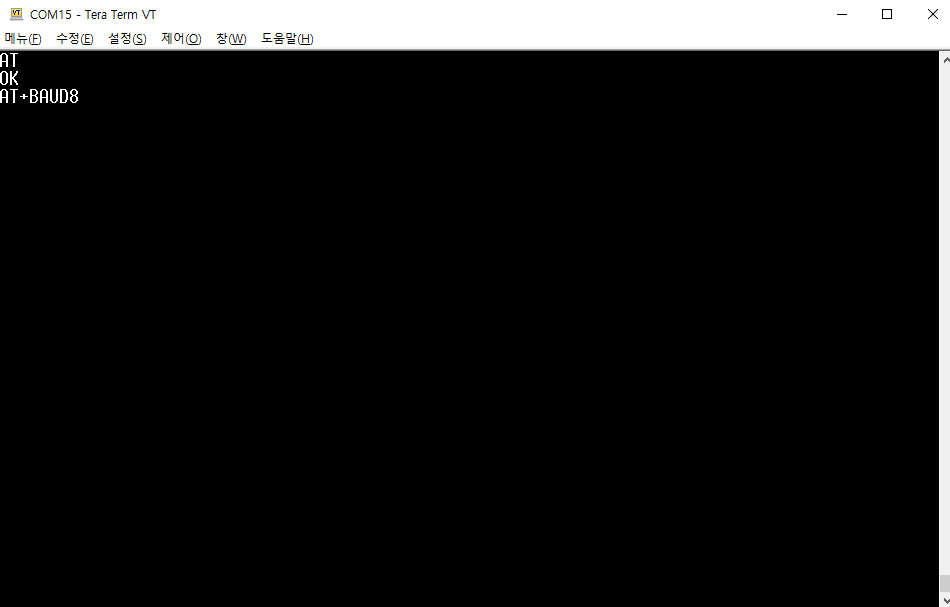 COM15 - Tera Term VT
메뉴(F) 수정(E) 설정(S) 제어(O) 창(W) 도움말(H)
AT
OK
AT+BAUD8